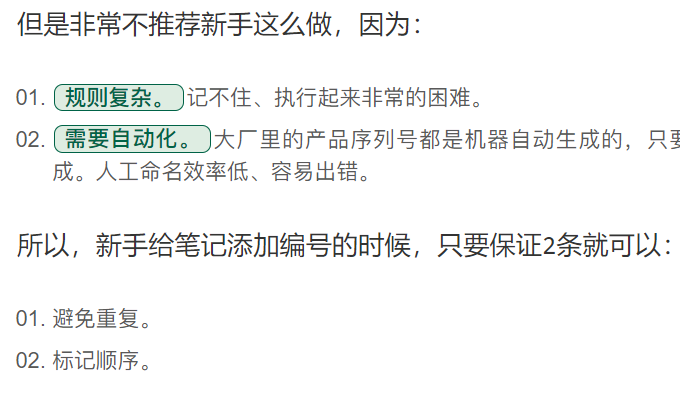 但是非常不推荐新手这么做，因为：
01. 规则复杂。记不住、执行起来非常的困难。
02. 需要自动化。大厂里的产品序列号都是机器自动生成的，只要
成。人工命名效率低、容易出错。
所以，新手给笔记添加编号的时候，只要保证2条就可以：
01. 避免重复。
02. 标记顺序。